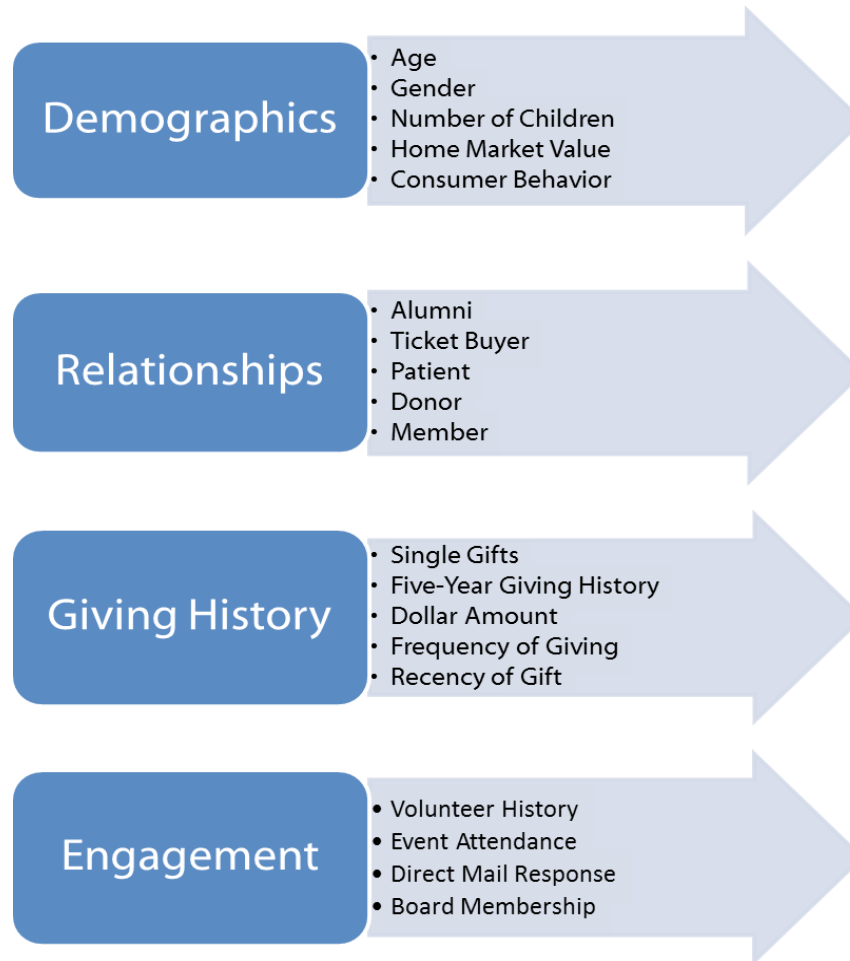 Demographics
• Age
• Gender
• Number of Children
• Home Market Value
• Consumer Behavior
Relationships
• Alumni
• Ticket Buyer
• Patient
• Donor
• Member
Giving History
• Single Gifts
• Five-Year Giving History
• Dollar Amount
• Frequency of Giving
• Recency of Gift
Engagement
• Volunteer History
• Event Attendance
• Direct Mail Response
• Board Membership